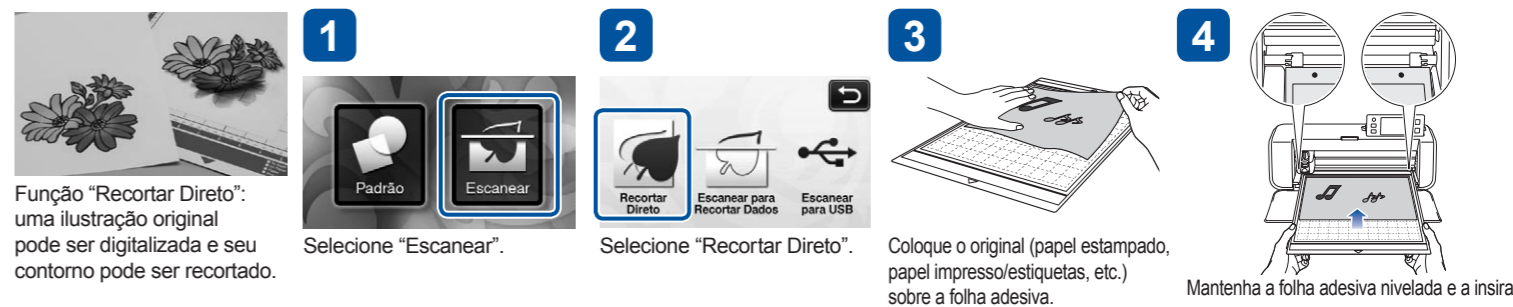 Função “Recortar Direto”:
uma ilustração original
pode ser digitalizada e seu
contorno pode ser recortado.
1
Padrão
Escanear
Selecione “Escanear”.
2
Recortar
Direto
Escanear para
Recortar Dados
Escanear
para USB
Selecione “Recortar Direto”.
3
Coloque o original (papel estampado,
papel impresso/estiquetas, etc.)
sobre a folha adesiva.
4
Mantenha a folha adesiva nivelada e a insira